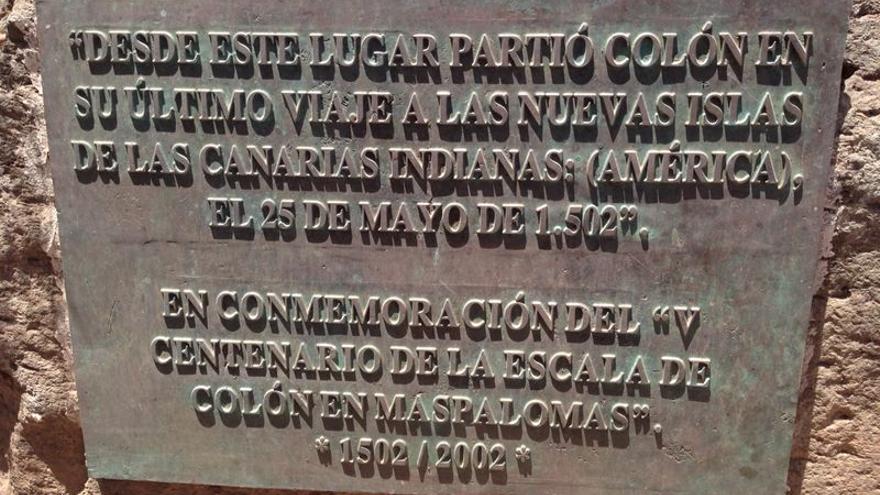 “DESDE ESTE LUGAR PARTIÓ COLÓN EN
SU ÚLTIMO VIAJE A LAS NUEVAS ISLAS
DE LAS CANARIAS INDIANAS: (AMÉRICA),
EL 25 DE MAYO DE 1.502”.
EN CONMEMORACIÓN DEL “V
CENTENARIO DE LA ESCALA DE
COLÓN EN MASPALOMAS”.
* 1502 / 2002 *